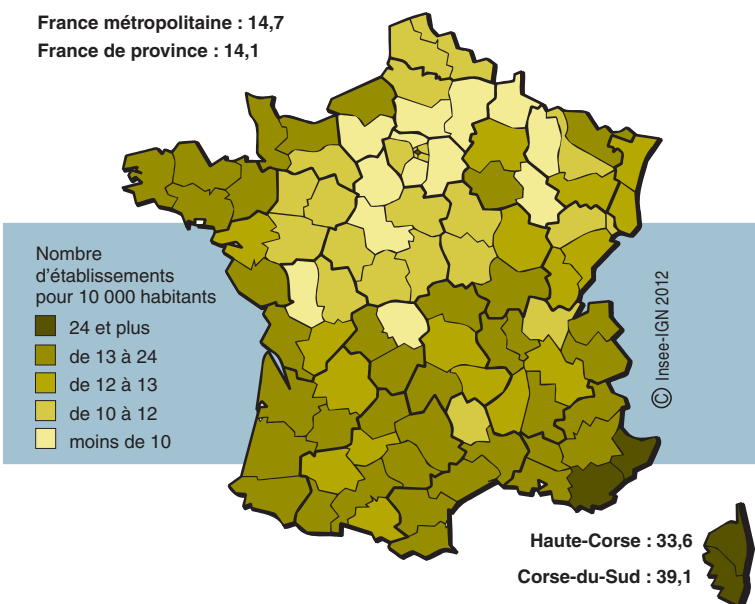 France métropolitaine : 14,7
France de province : 14,1
Nombre
d'établissements
pour 10 000 habitants
24 et plus
de 13 à 24
de 12 à 13
de 10 à 12
moins de 10
© Insee-IGN 2012
Haute-Corse : 33,6
Corse-du-Sud : 39,1